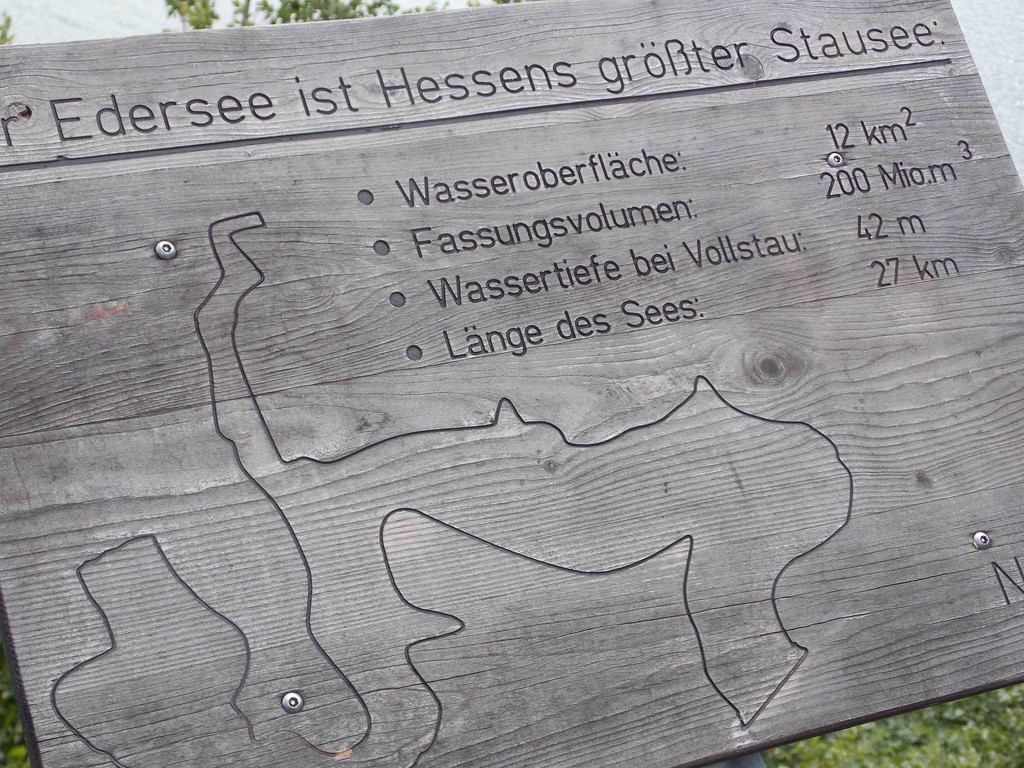 r Edersee ist Hessens größter Stausee:
• Wasseroberfläche: 12 km²
• Fassungsvolumen: 200 Mio.m³
• Wassertiefe bei Vollstau: 42 m
• Länge des Sees: 27 km
N